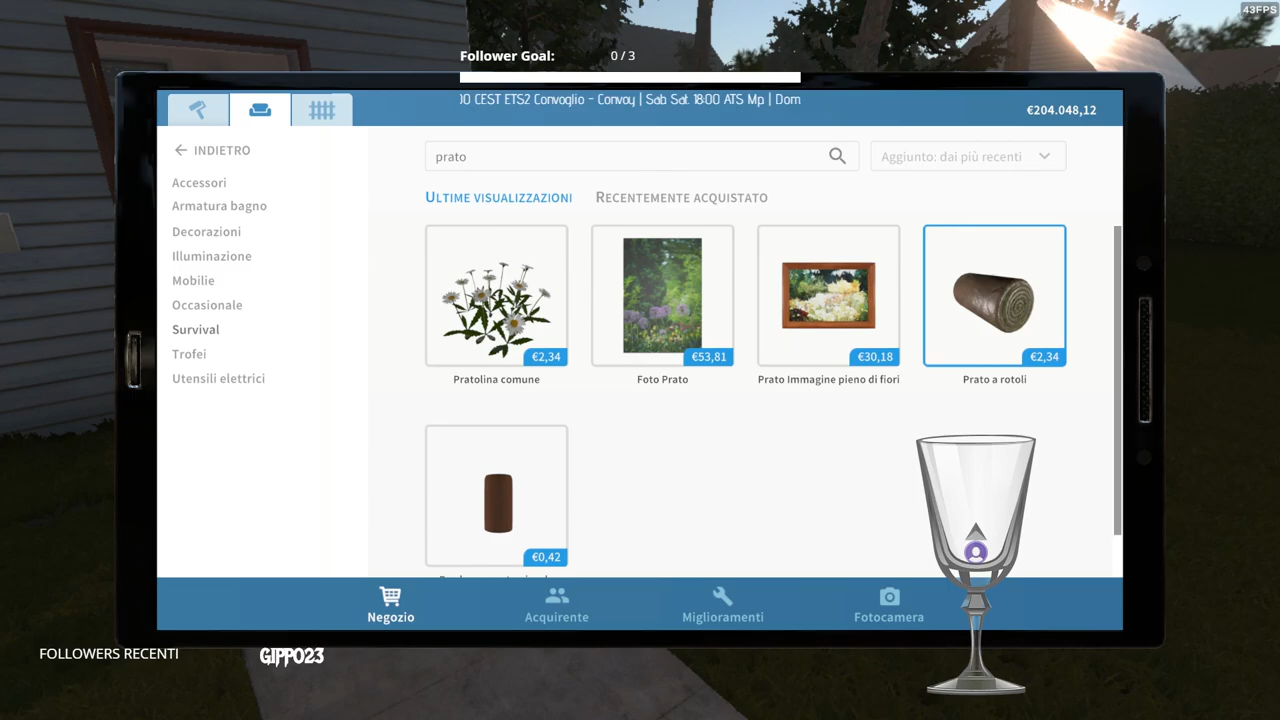 43FPS
Follower Goal: 0 / 3
CEST ETS2 Convoglio - Convoy | Sab Sat. 18:00 ATS Mp | Dom
€204.048,12
INDIETRO
prato
Aggiunto: dai più recenti
Accessori
Armatura bagno
Decorazioni
Illuminazione
Mobilie
Occasionale
Survival
Trofei
Utensili elettrici
ULTIME VISUALIZZAZIONI RECENTEMENTE ACQUISTATO
€2,34 €53,81 €30,18 €2,34
Pratolina comune Foto Prato Prato Immagine pieno di fiori Prato a rotoli
€0,42
Negozio Acquirente Miglioramenti Fotocamera
FOLLOWERS RECENTI GIPPO23